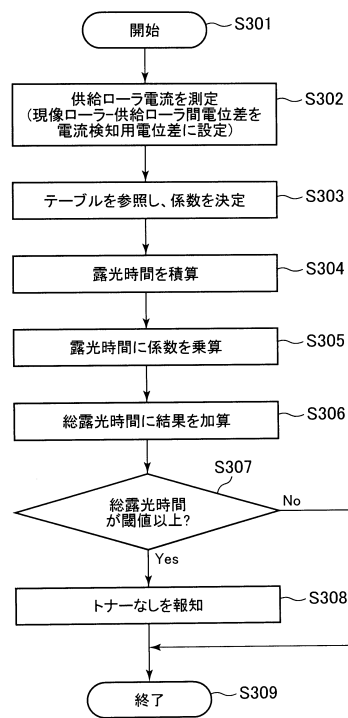 開始
S301
供給ローラ電流を測定
(現像ローラ-供給ローラ間電位差を
電流検知用電位差に設定)
S302
テーブルを参照し、係数を決定
S303
露光時間を積算
S304
露光時間に係数を乗算
S305
総露光時間に結果を加算
S306
S307
総露光時間
が閾値以上?
No
Yes
トナーなしを報知
S308
終了
S309